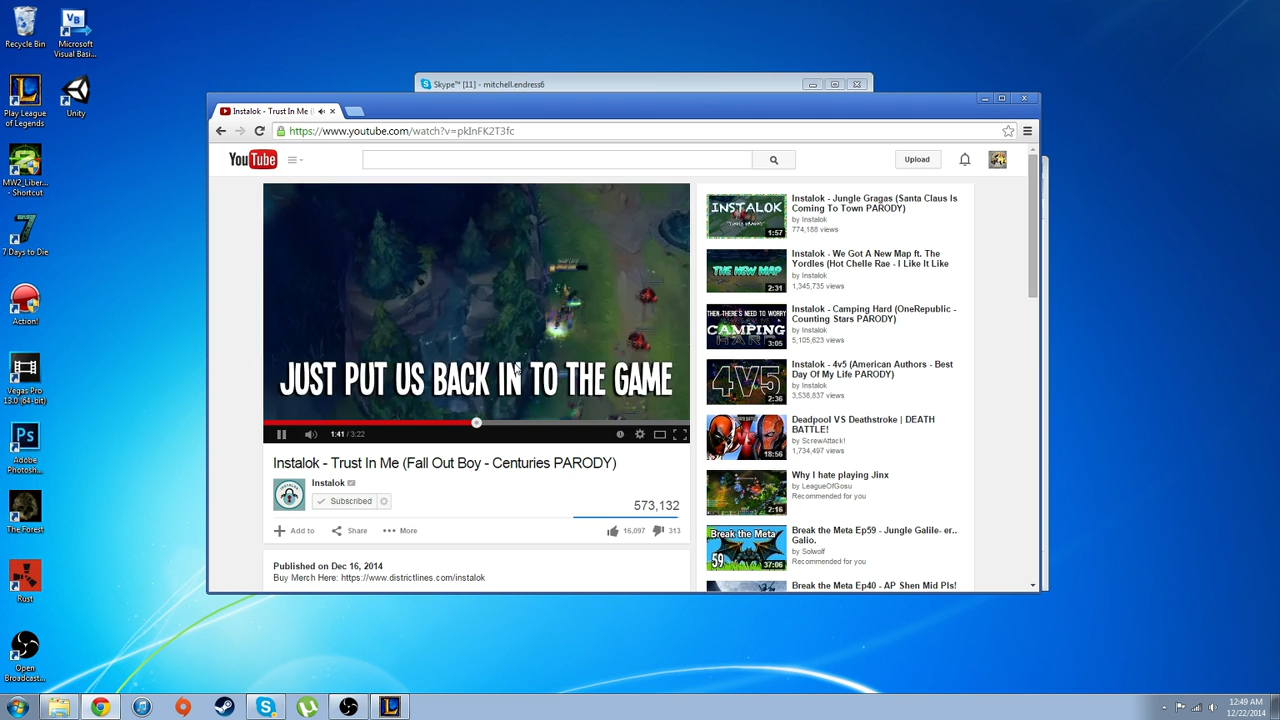 Recycle Bin
Microsoft
Visual Basi...
Play League
of Legends
Unity
MW2_Liber...
- Shortcut
7 Days to Die
Action!
Vegas Pro
13.0 (64-bit)
Adobe
Photosh...
The Forest
Rust
Open
Broadcast...
Skype™ [11] - mitchell.endress6
Instalok - Trust In Me (
https://www.youtube.com/watch?v=pkInFK2T3fc
YouTube
Upload
JUST PUT US BACK IN TO THE GAME
1:41 / 3:22
Instalok - Trust In Me (Fall Out Boy - Centuries PARODY)
Instalok
Subscribed
573,132
Add to
Share
More
16,097
313
Published on Dec 16, 2014
Buy Merch Here: https://www.districtlines.com/instalok
INSTALOK
1:57
Instalok - Jungle Gragas (Santa Claus Is
Coming To Town PARODY)
by Instalok
774,188 views
THE NEW MAP
2:31
Instalok - We Got A New Map ft. The
Yordles (Hot Chelle Rae - I Like It Like
by Instalok
1,345,735 views
THEN THERE'S NEED TO WORRY
CAMPING
HARD
3:05
Instalok - Camping Hard (OneRepublic -
Counting Stars PARODY)
by Instalok
5,105,623 views
4V5
2:36
Instalok - 4v5 (American Authors - Best
Day Of My Life PARODY)
by Instalok
3,538,837 views
18:56
Deadpool VS Deathstroke | DEATH
BATTLE!
by ScrewAttack!
1,734,497 views
2:16
Why I hate playing Jinx
by LeagueOfGosu
Recommended for you
Break the Meta
59
37:06
Break the Meta Ep59 - Jungle Galile- er..
Galio.
by Solwolf
Recommended for you
Break the Meta Ep40 - AP Shen Mid Pls!
12:49 AM
12/22/2014